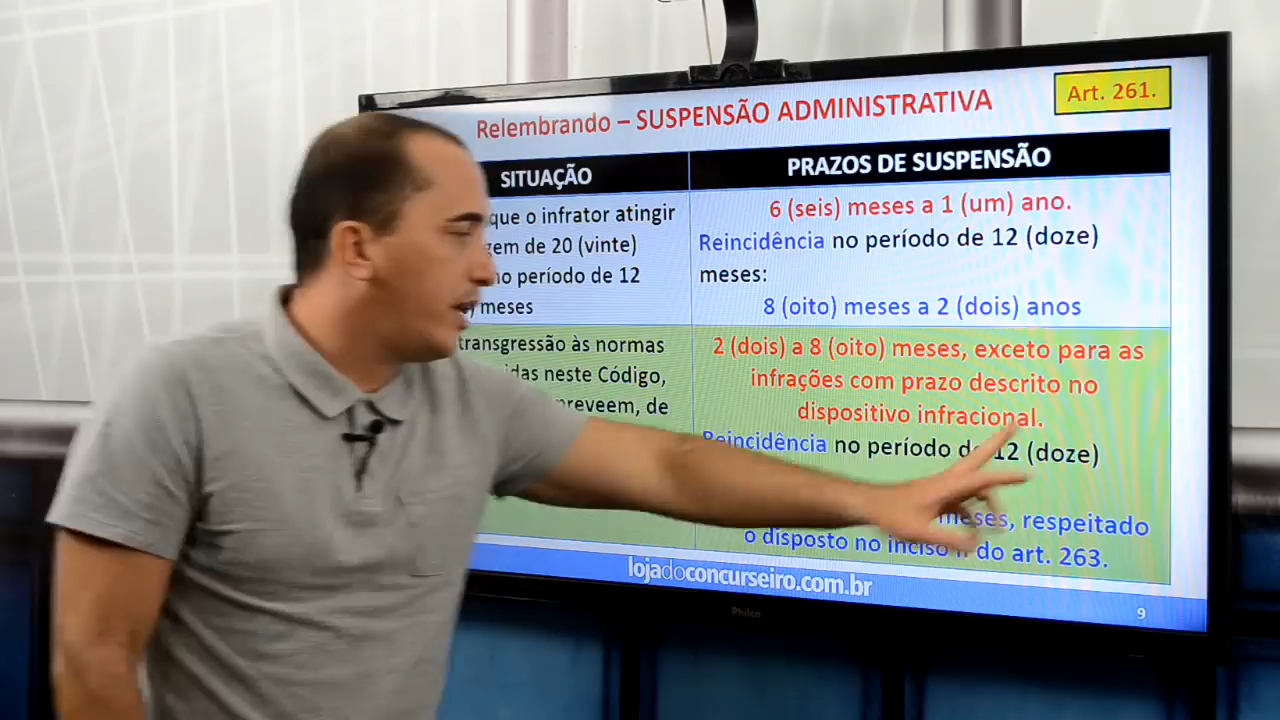 Relembrando – SUSPENSÃO ADMINISTRATIVA
Art. 261.
SITUAÇÃO
PRAZOS DE SUSPENSÃO
que o infrator atingir
gem de 20 (vinte)
no período de 12
meses
6 (seis) meses a 1 (um) ano.
Reincidência no período de 12 (doze)
meses:
8 (oito) meses a 2 (dois) anos
transgressão às normas
idas neste Código,
preveem, de
2 (dois) a 8 (oito) meses, exceto para as
infrações com prazo descrito no
dispositivo infracional.
Reincidência no período de 12 (doze)
meses, respeitado
o disposto no inciso II do art. 263.
lojadoconcurseiro.com.br
9
Philco